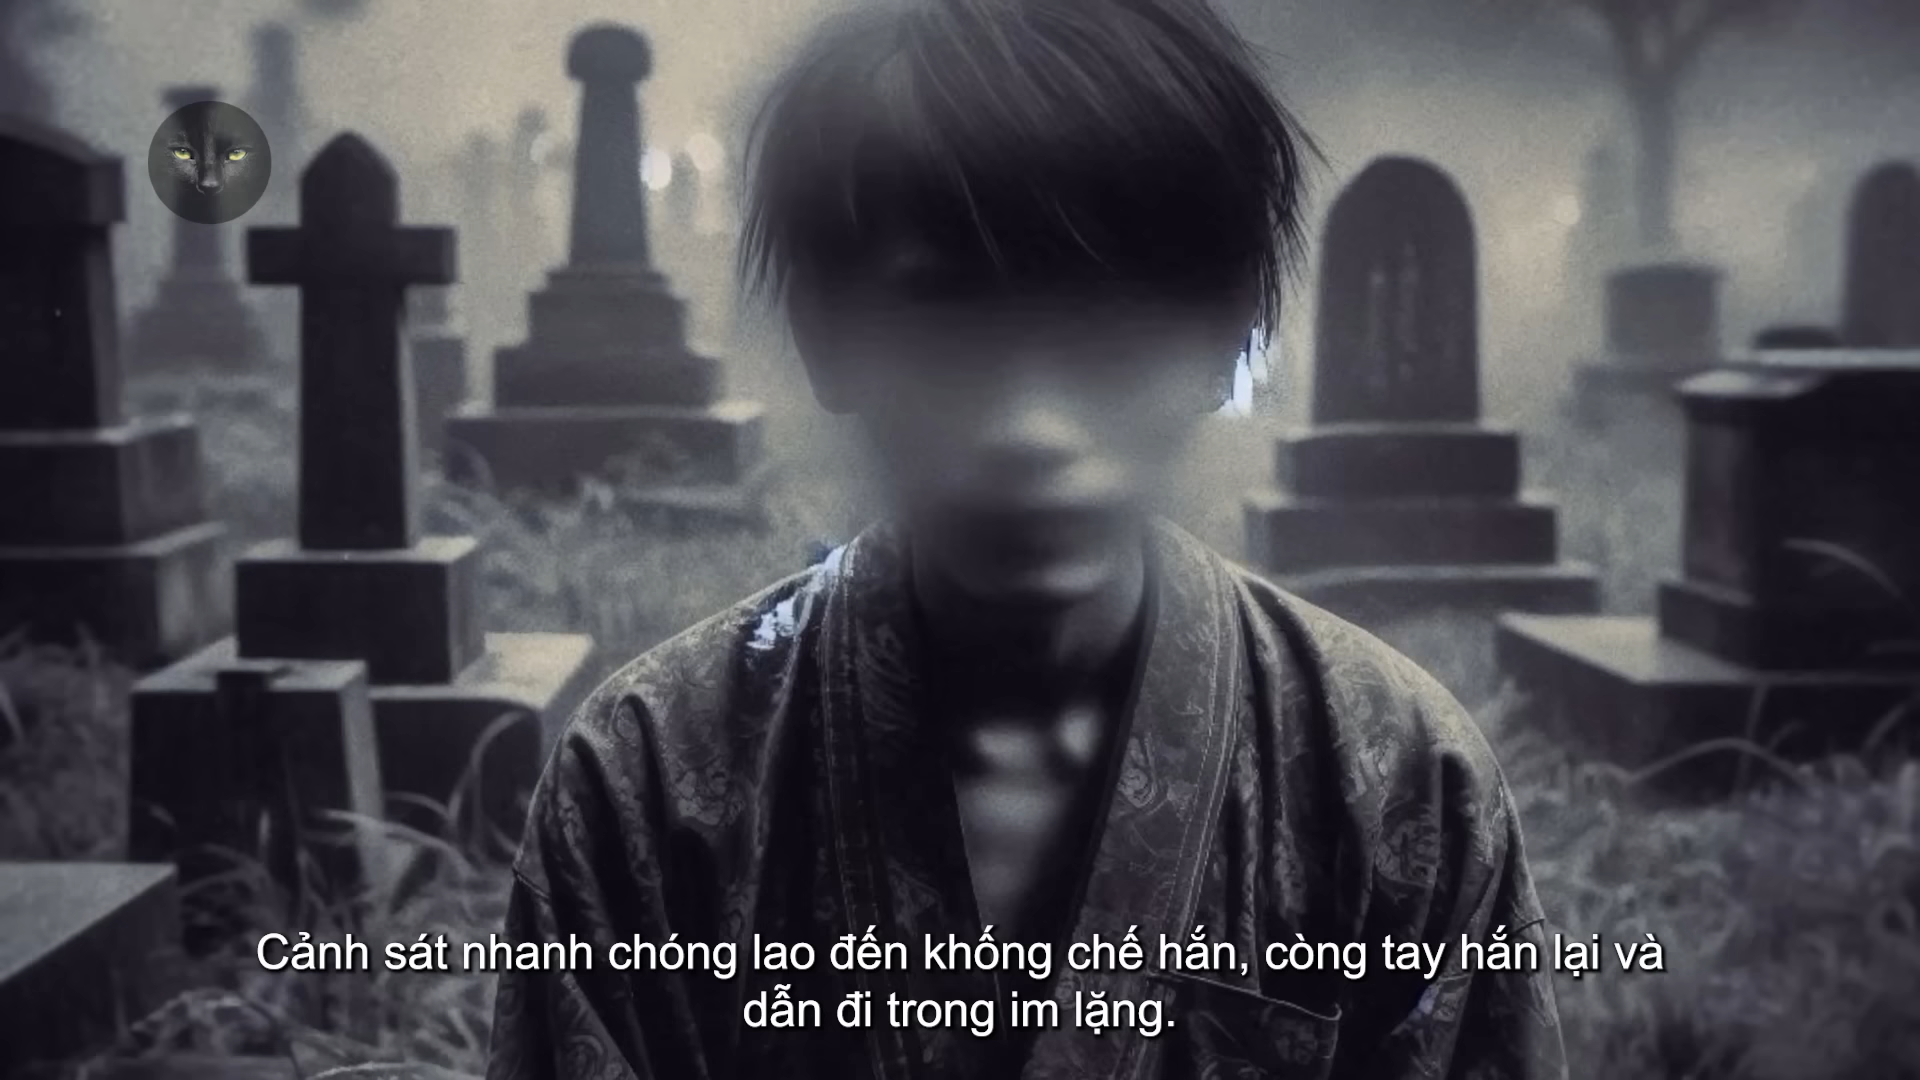 Cảnh sát nhanh chóng lao đến khống chế hắn, còng tay hắn lại và
dẫn đi trong im lặng.